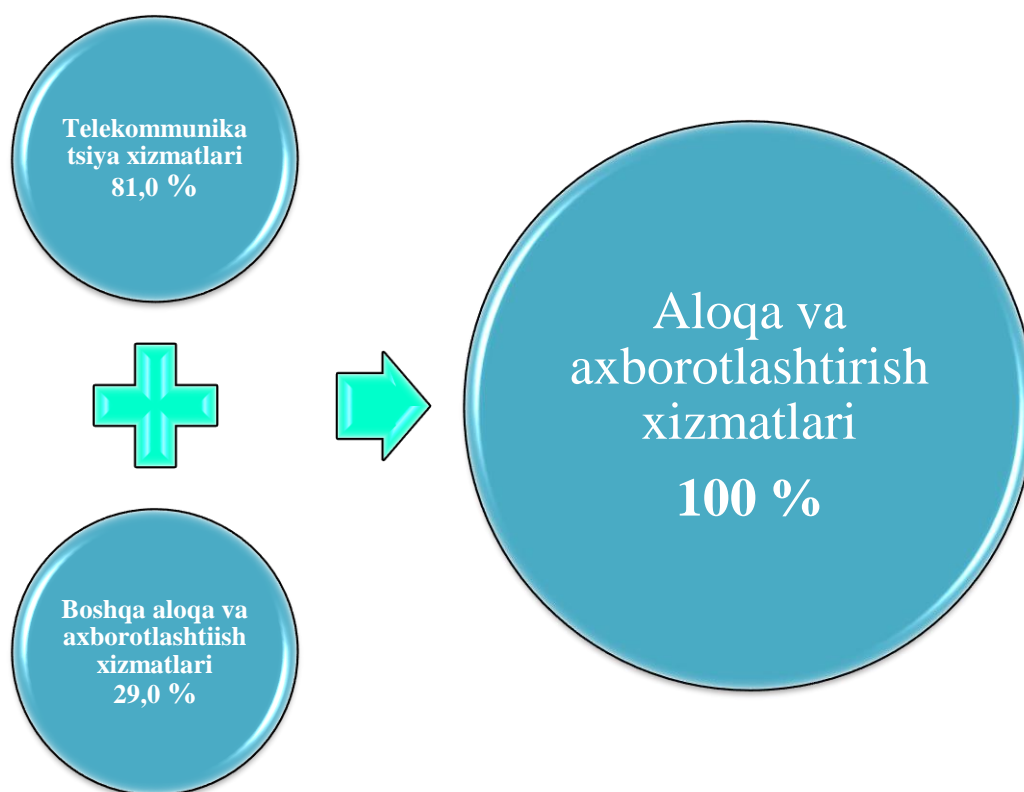 Telekommunika
tsiya xizmatlari
81,0 %
Boshqa aloqa va
axborotlashtiish
xizmatlari
29,0 %
Aloqa va
axborotlashtirish
xizmatlari
100 %